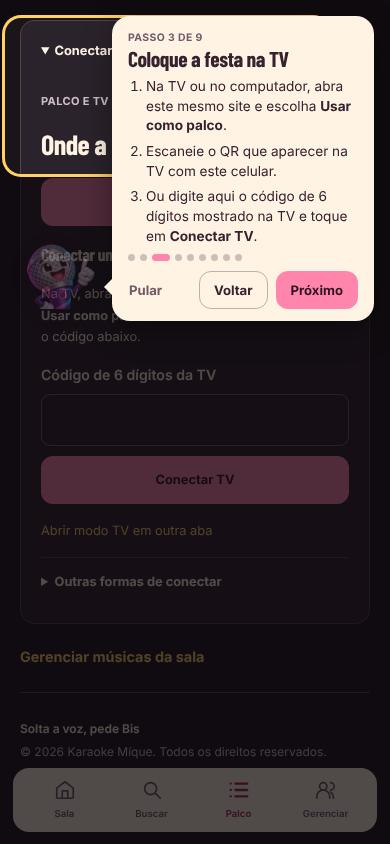 ▼ Conectar
PALCO E TV
Onde a
PASSO 3 DE 9
Coloque a festa na TV
1. Na TV ou no computador, abra
este mesmo site e escolha Usar
como palco.
2. Escaneie o QR que aparecer na
TV com este celular.
3. Ou digite aqui o código de 6
dígitos mostrado na TV e toque
em Conectar TV.
Pular
Voltar
Próximo
Conectar um
Na TV, abra
Usar como p
o código abaixo.
Código de 6 dígitos da TV
Conectar TV
Abrir modo TV em outra aba
▶ Outras formas de conectar
Gerenciar músicas da sala
Solta a voz, pede Bis
© 2026 Karaoke Mique. Todos os direitos reservados.
Sala
Buscar
Palco
Gerenciar